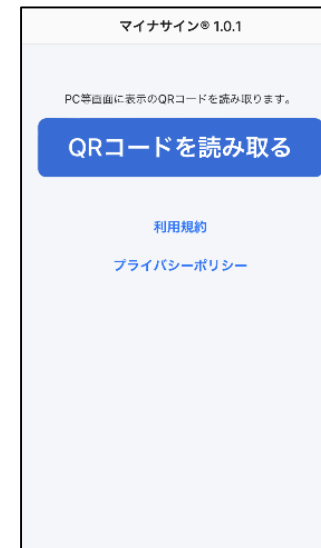 マイナサイン® 1.0.1
PC等画面に表示のQRコードを読み取ります。
QRコードを読み取る
利用規約
プライバシーポリシー